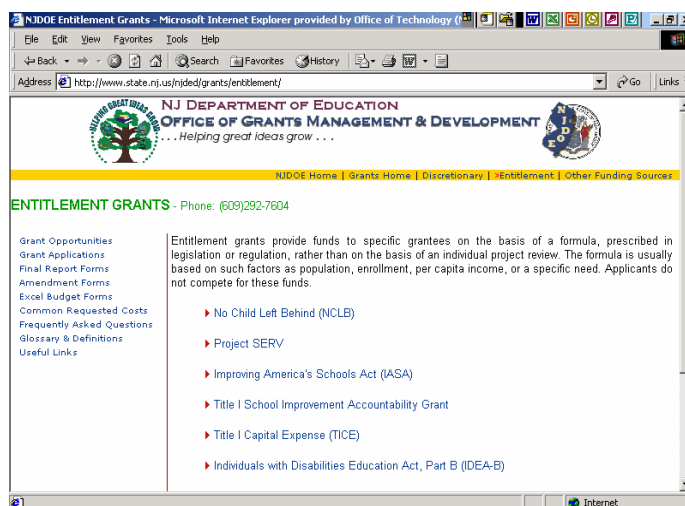 NJDOE Entitlement Grants - Microsoft Internet Explorer provided by Office of Technology (
File Edit View Favorites Tools Help
Back Search Favorites History
Address http://www.state.nj.us/njded/grants/entitlement/ Go Links
HELPING GREAT IDEAS GROW
NJ DEPARTMENT OF EDUCATION
OFFICE OF GRANTS MANAGEMENT & DEVELOPMENT
. . . Helping great ideas grow . . .
NJDOE
NJDOE Home | Grants Home | Discretionary | »Entitlement | Other Funding Sources
ENTITLEMENT GRANTS - Phone: (609)292-7604
Grant Opportunities
Grant Applications
Final Report Forms
Amendment Forms
Excel Budget Forms
Common Requested Costs
Frequently Asked Questions
Glossary & Definitions
Useful Links
Entitlement grants provide funds to specific grantees on the basis of a formula, prescribed in
legislation or regulation, rather than on the basis of an individual project review. The formula is usually
based on such factors as population, enrollment, per capita income, or a specific need. Applicants do
not compete for these funds.
No Child Left Behind (NCLB)
Project SERV
Improving America's Schools Act (IASA)
Title I School Improvement Accountability Grant
Title I Capital Expense (TICE)
Individuals with Disabilities Education Act, Part B (IDEA-B)
Internet